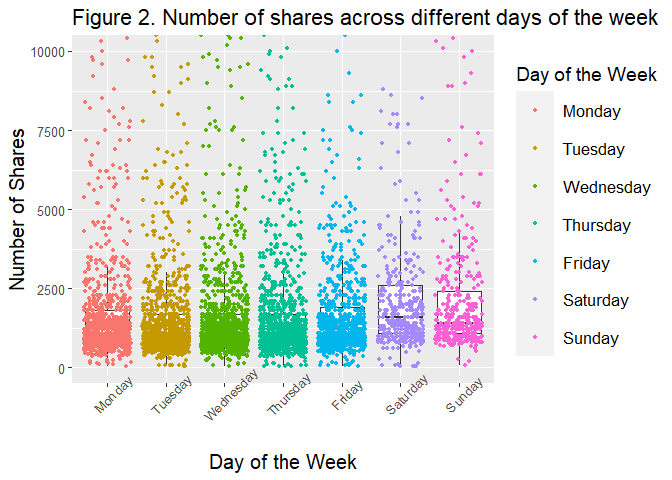 Figure 2. Number of shares across different days of the week
Number of Shares
10000
7500
5000
2500
0
Monday
Tuesday
Wednesday
Thursday
Friday
Saturday
Sunday
Day of the Week
Day of the Week
Monday
Tuesday
Wednesday
Thursday
Friday
Saturday
Sunday